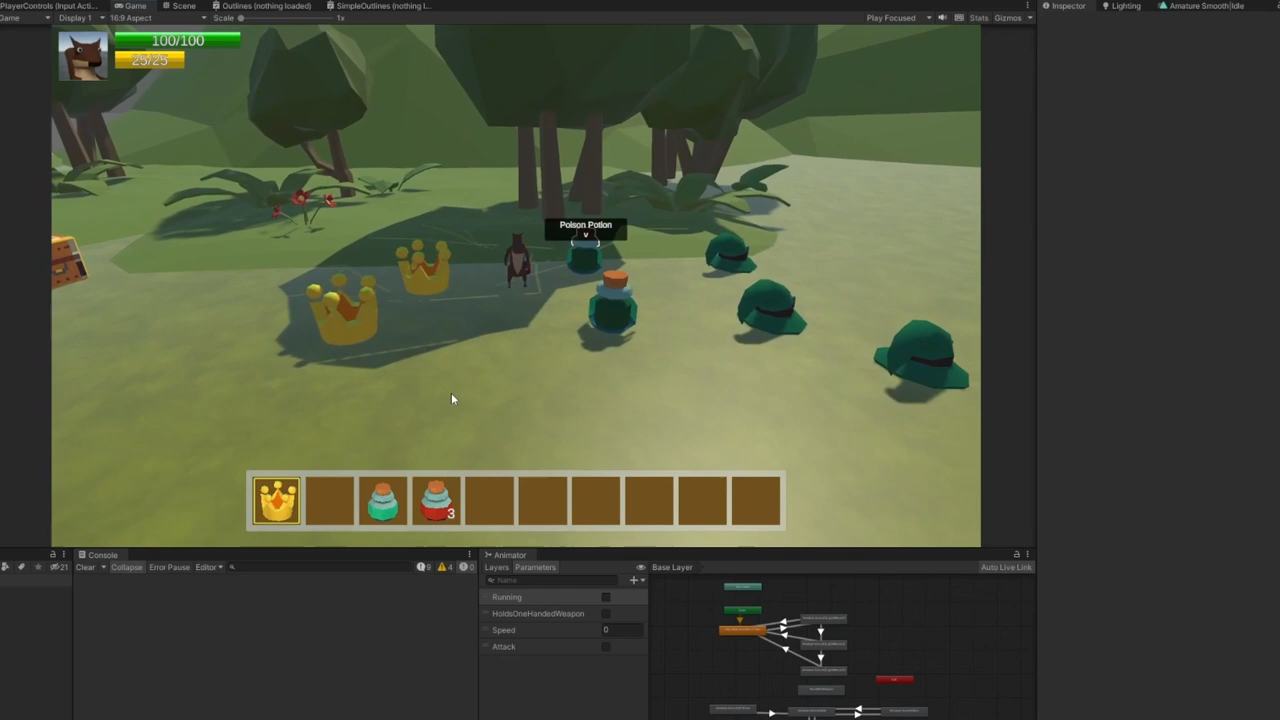 PlayerControls (Input Acti...
Game
Scene
Outlines (nothing loaded)
SimpleOutlines (nothing l...
Inspector
Lighting
Amature Smooth|Idle
Game
Display 1
16:9 Aspect
Scale
1x
Play Focused
Stats
Gizmos
100/100
25/25
Poison Potion
v
3
Console
Animator
21
Clear
Collapse
Error Pause
Editor
9
4
0
Layers
Parameters
Base Layer
Auto Live Link
Name
Running
HoldsOneHandedWeapon
Speed
0
Attack